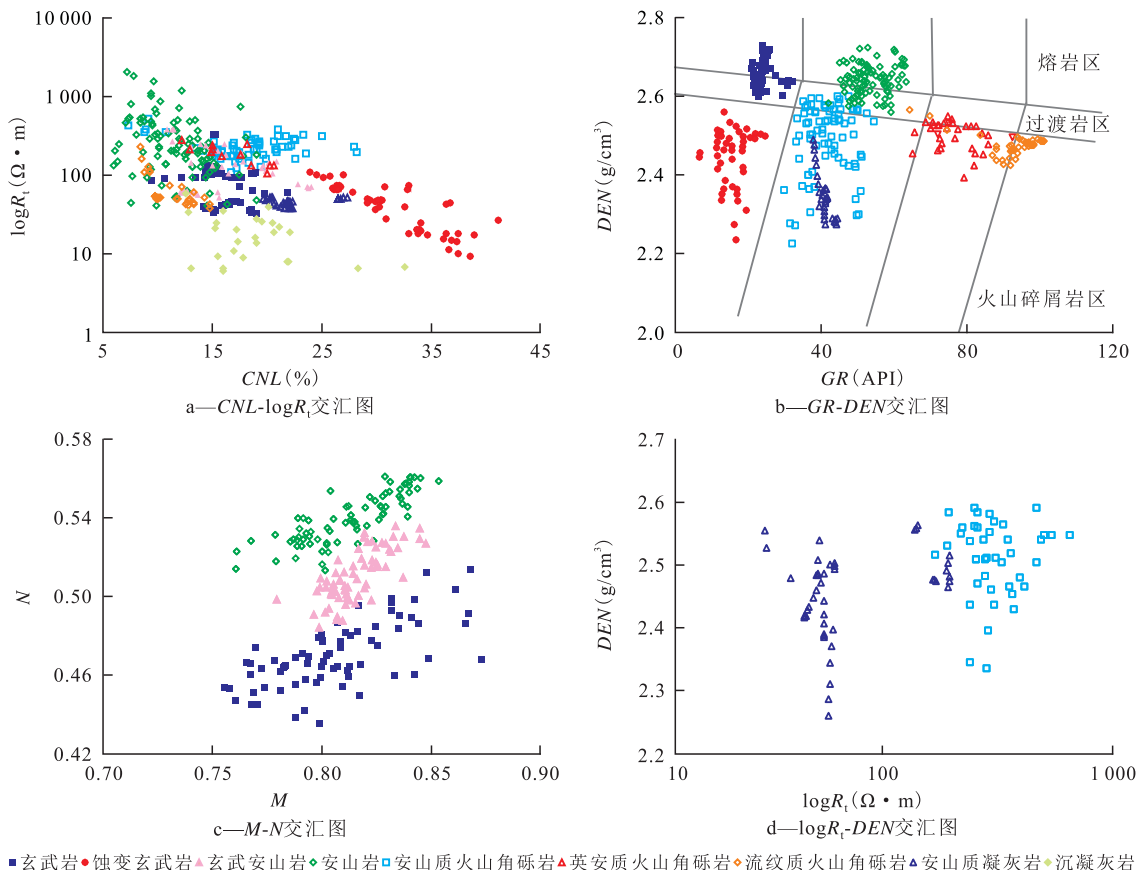 10 000
1 000
100
10
1
logRt(Ω·m)
5
15
25
35
45
CNL(%)
a—CNL-logRt交汇图
2.8
2.6
2.4
2.2
2.0
DEN(g/cm³)
熔岩区
过渡岩区
火山碎屑岩区
0
40
80
120
GR(API)
b—GR-DEN交汇图
0.58
0.54
0.50
0.46
0.42
N
0.70
0.75
0.80
0.85
0.90
M
c—M-N交汇图
2.7
2.6
2.5
2.4
2.3
2.2
DEN(g/cm³)
10
100
1 000
logRt(Ω·m)
d—logRt-DEN交汇图
玄武岩 蚀变玄武岩 玄武安山岩 安山岩 安山质火山角砾岩 英安质火山角砾岩 流纹质火山角砾岩 安山质凝灰岩 沉凝灰岩